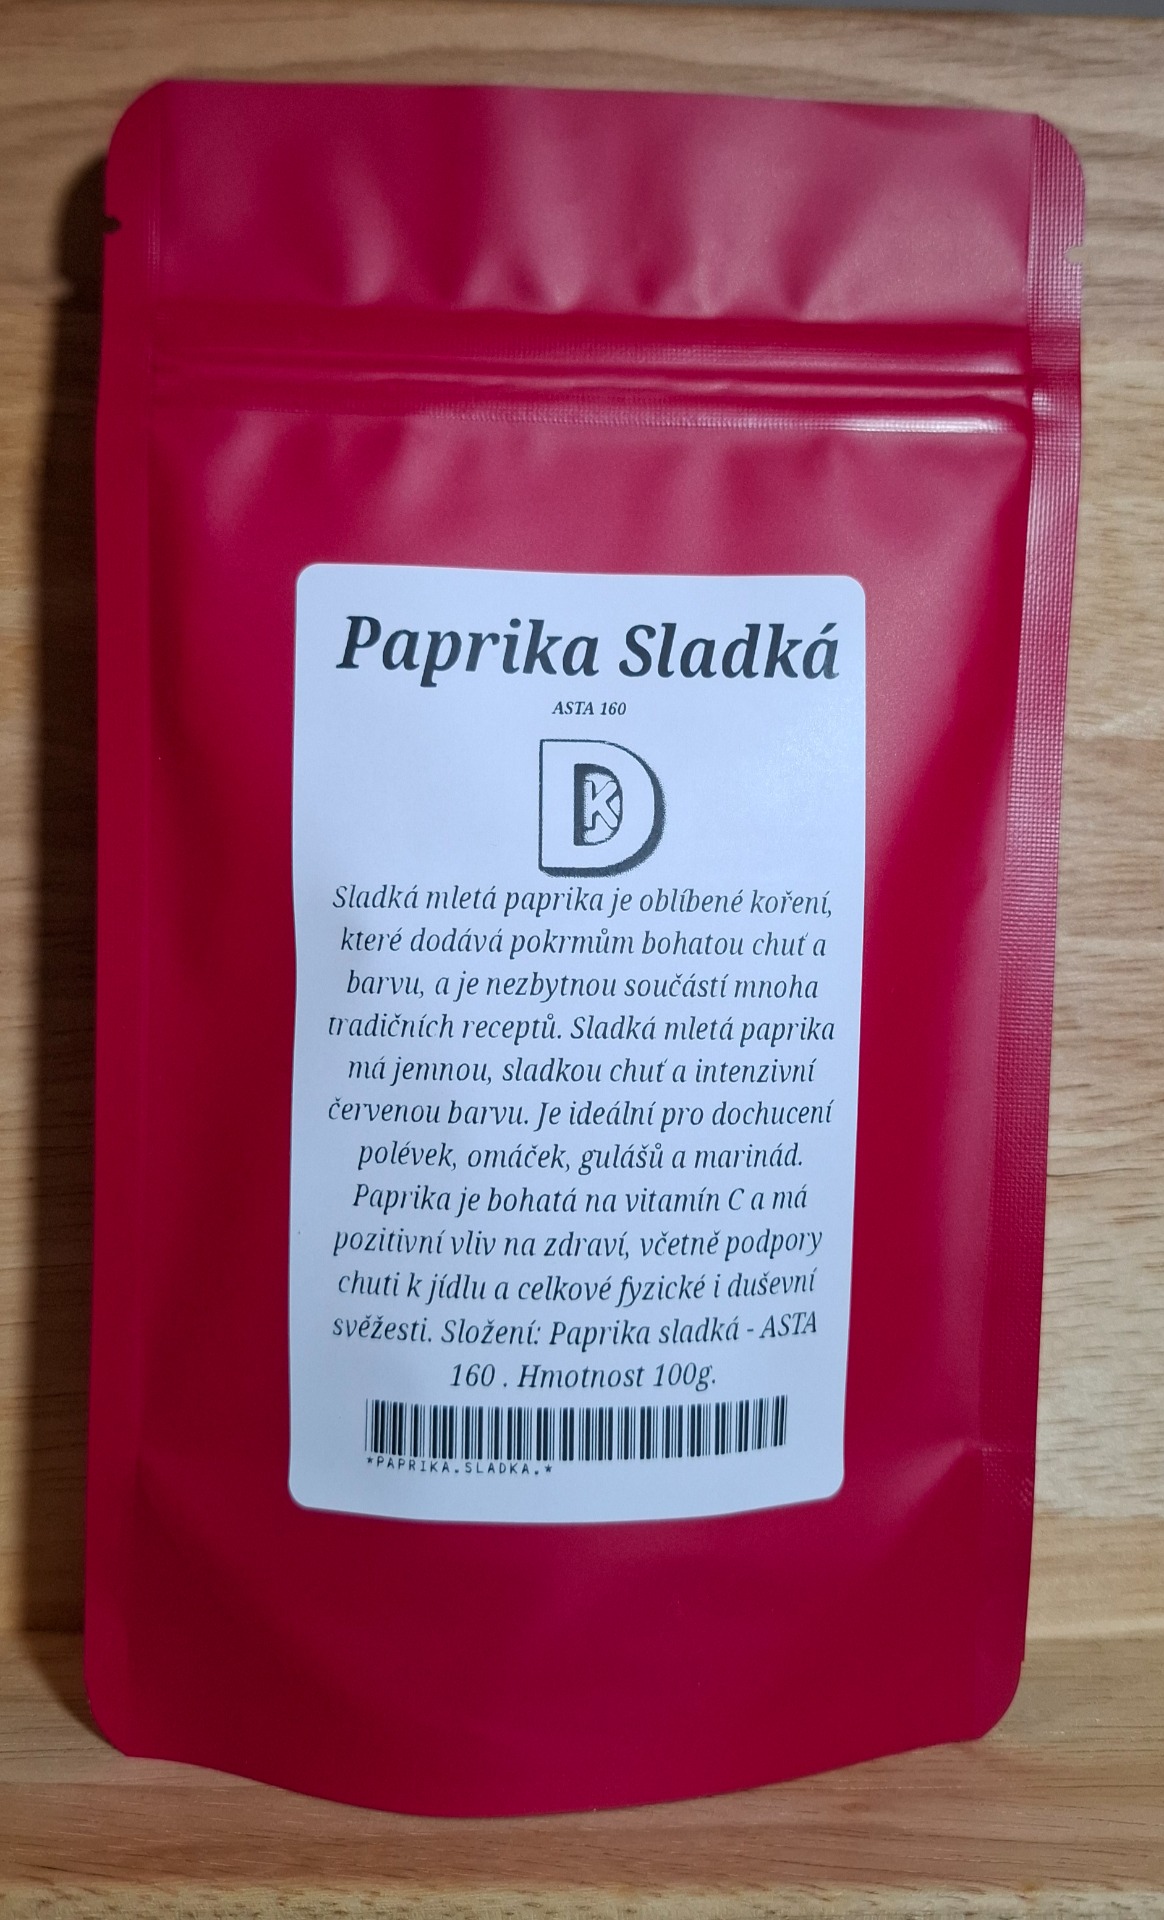 Paprika Sladká
ASTA 160
DK
Sladká mletá paprika je oblíbené koření,
které dodává pokrmům bohatou chuť a
barvu, a je nezbytnou součástí mnoha
tradičních receptů. Sladká mletá paprika
má jemnou, sladkou chuť a intenzivní
červenou barvu. Je ideální pro dochucení
polévek, omáček, gulášů a marinád.
Paprika je bohatá na vitamín C a má
pozitivní vliv na zdraví, včetně podpory
chuti k jídlu a celkové fyzické i duševní
svěžesti. Složení: Paprika sladká - ASTA
160 . Hmotnost 100g.
*PAPRIKA.SLADKA.*